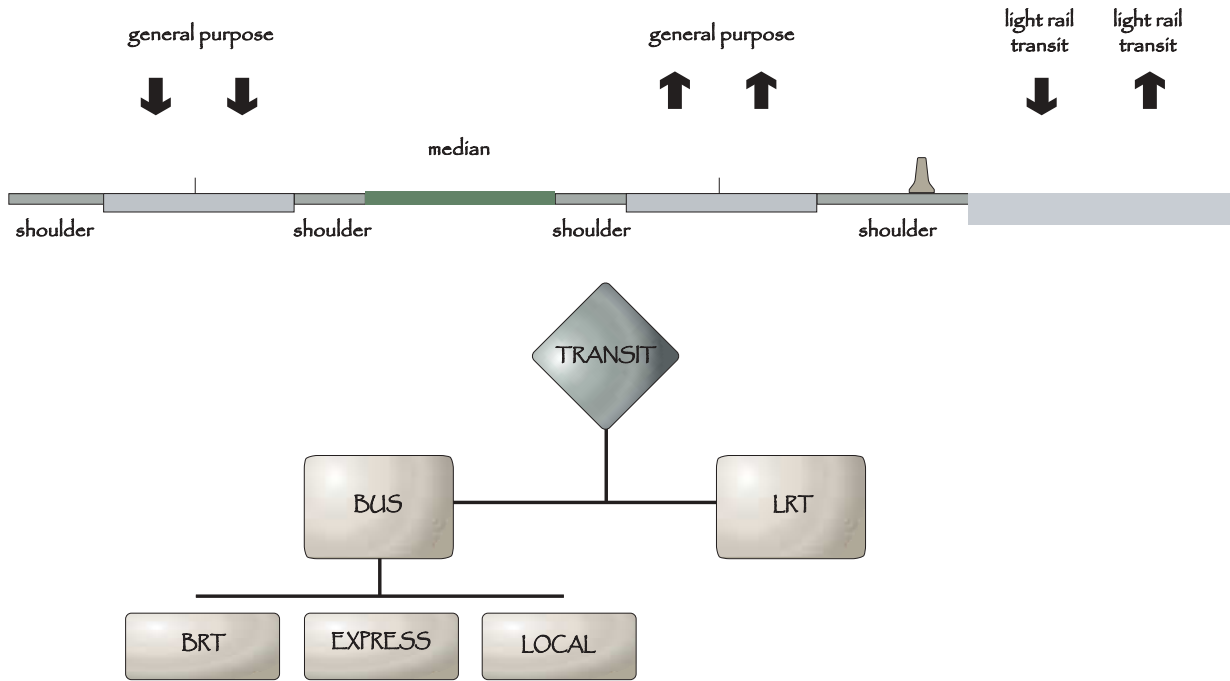 general purpose
general purpose
light rail
transit
light rail
transit
median
shoulder
shoulder
shoulder
shoulder
TRANSIT
BUS
LRT
BRT
EXPRESS
LOCAL